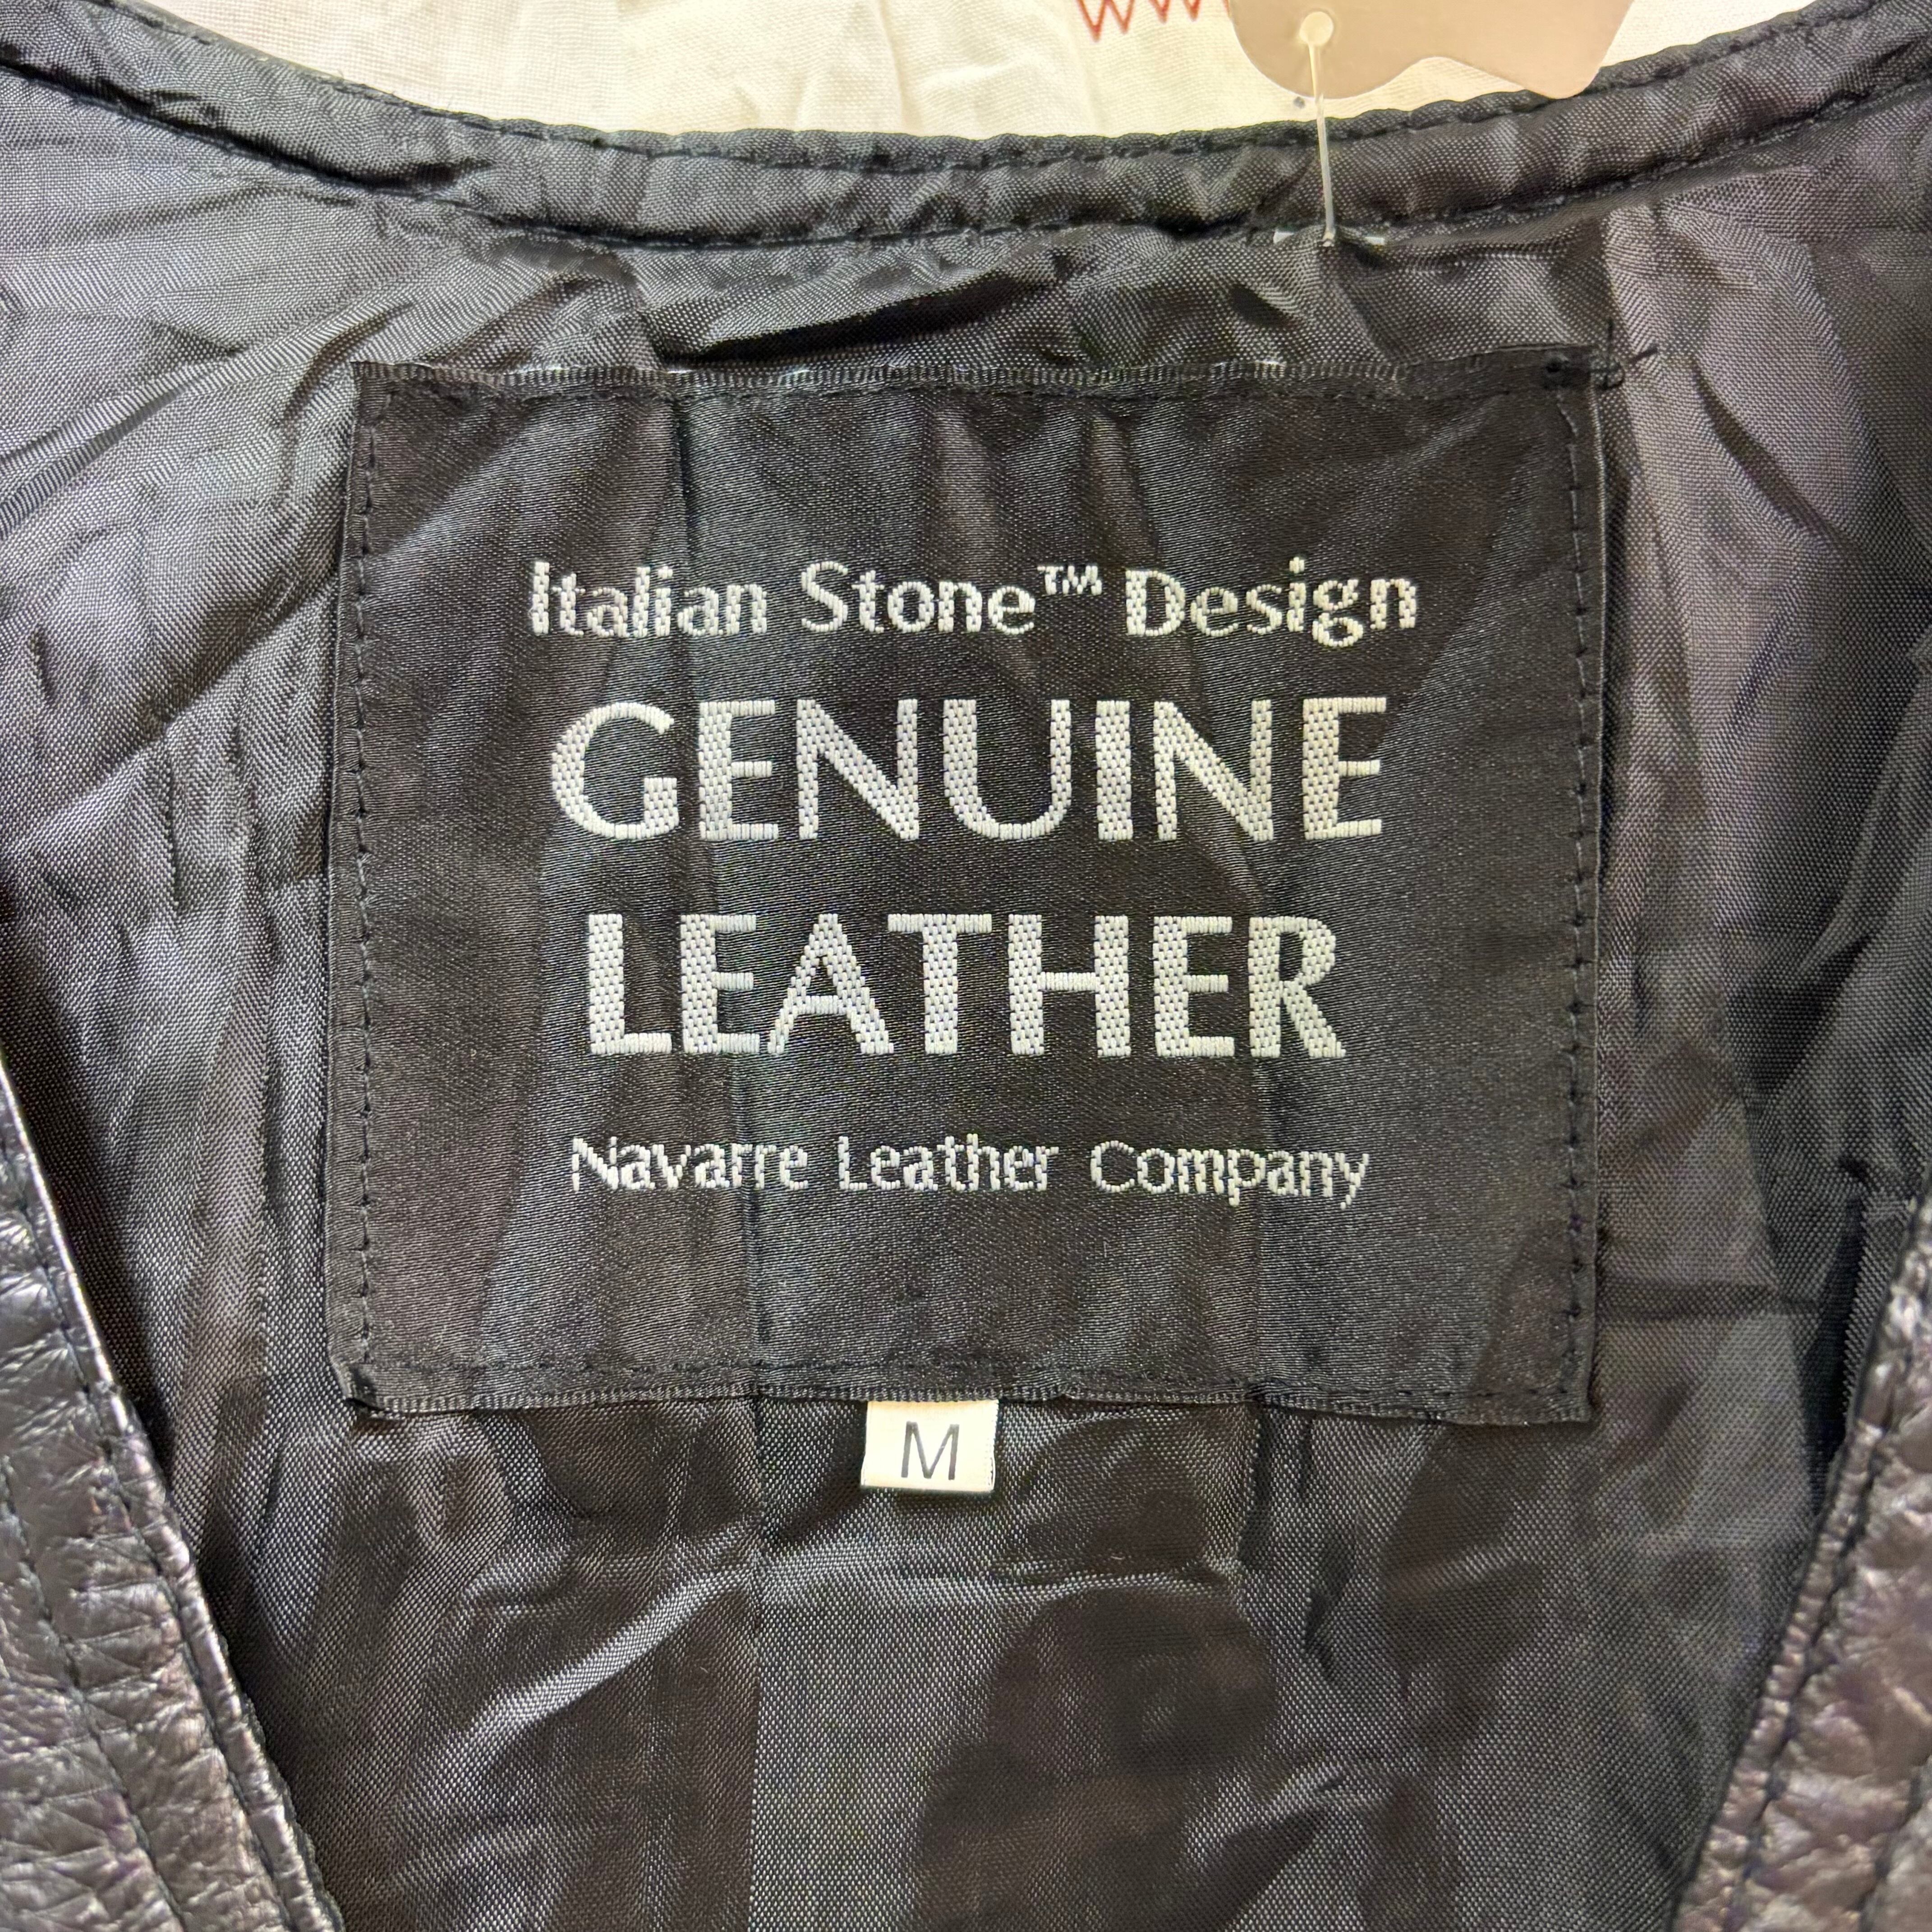 Italian Stone™ Design
GENUINE
LEATHER
Navarre Leather Company
M